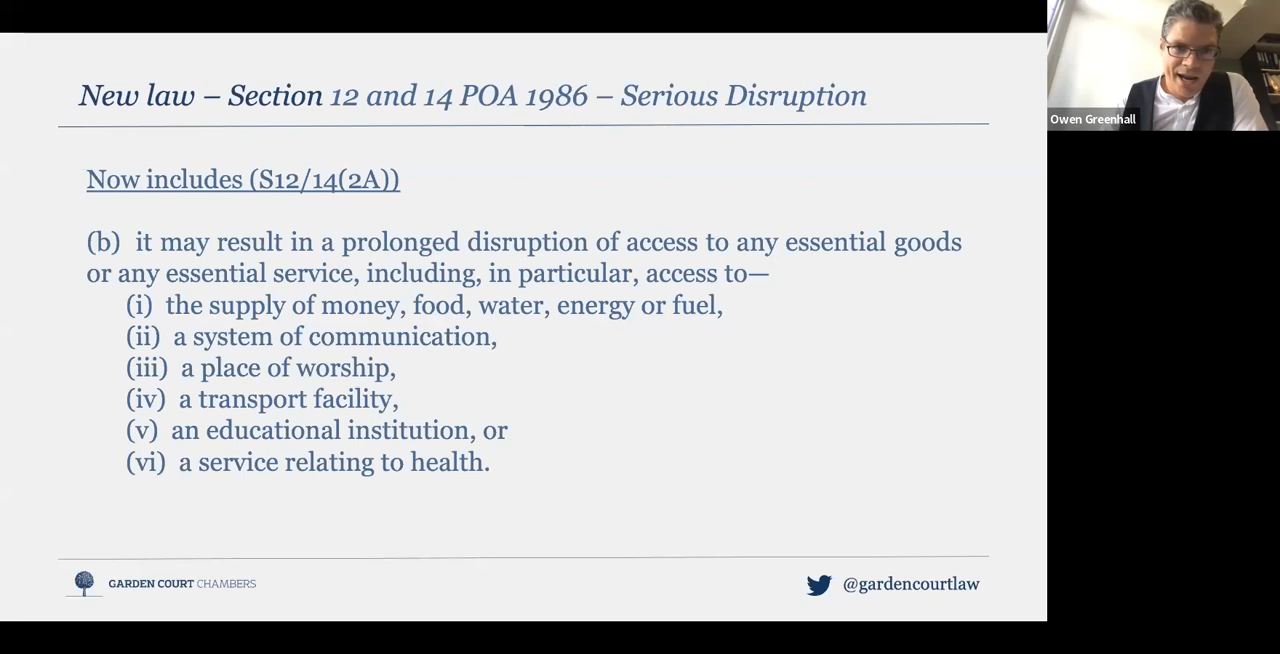 New law – Section 12 and 14 POA 1986 – Serious Disruption
Owen Greenhall
Now includes (S12/14(2A))
(b) it may result in a prolonged disruption of access to any essential goods
or any essential service, including, in particular, access to—
(i) the supply of money, food, water, energy or fuel,
(ii) a system of communication,
(iii) a place of worship,
(iv) a transport facility,
(v) an educational institution, or
(vi) a service relating to health.
GARDEN COURT CHAMBERS
@gardencourtlaw